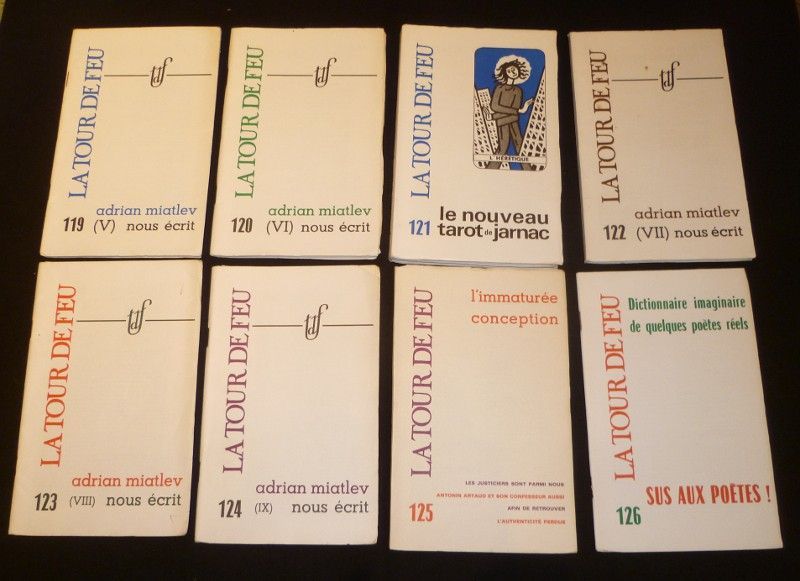 LA TOUR DE FEU
tdf
adrian miatlev
119 (V) nous écrit
LA TOUR DE FEU
tdf
adrian miatlev
120 (VI) nous écrit
LA TOUR DE FEU
L'HÉRÉTIQUE
le nouveau
121 tarot de jarnac
LA TOUR DE FEU
tdf
adrian miatlev
122 (VII) nous écrit
LA TOUR DE FEU
tdf
adrian miatlev
123 (VIII) nous écrit
LA TOUR DE FEU
tdf
adrian miatlev
124 (IX) nous écrit
LA TOUR DE FEU
l'immaturée
conception
LES JUSTICIERS SONT PARMI NOUS
ANTONIN ARTAUD ET SON CONFESSEUR AUSSI
AFIN DE RETROUVER
125 L'AUTHENTICITÉ PERDUE
LA TOUR DE FEU
Dictionnaire imaginaire
de quelques poëtes réels
SUS AUX POËTES !
126